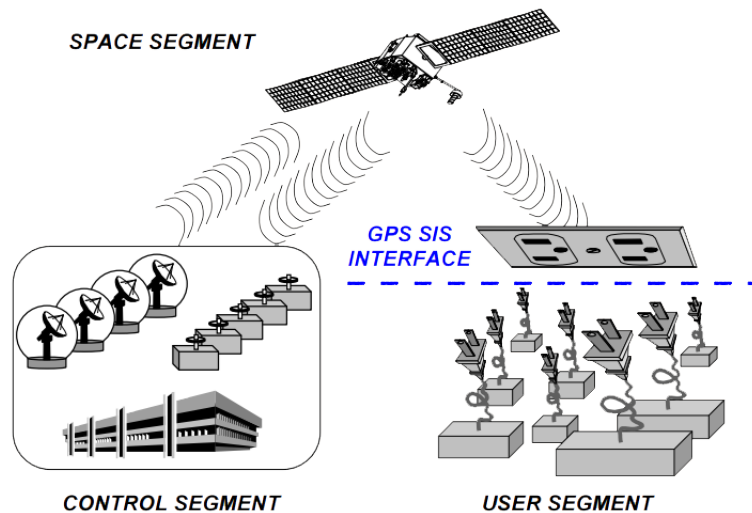 SPACE SEGMENT
GPS SIS
INTERFACE
CONTROL SEGMENT
USER SEGMENT